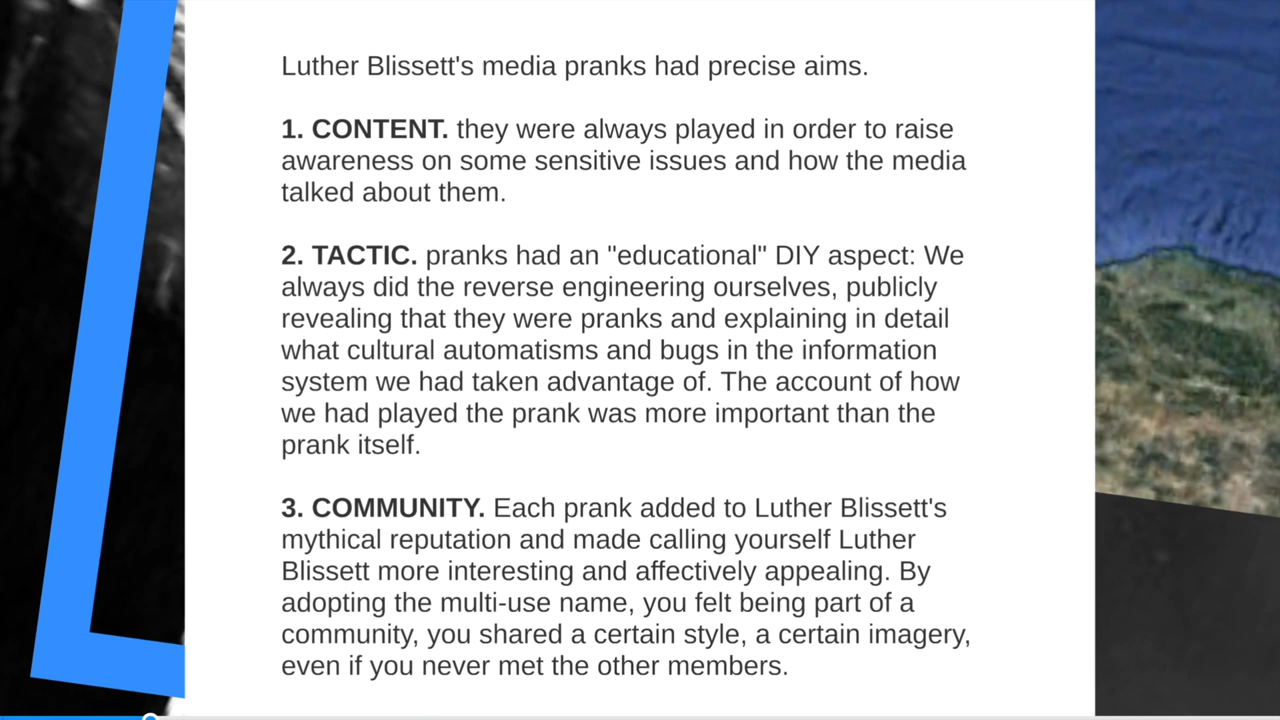 Luther Blissett's media pranks had precise aims.
1. CONTENT. they were always played in order to raise
awareness on some sensitive issues and how the media
talked about them.
2. TACTIC. pranks had an "educational" DIY aspect: We
always did the reverse engineering ourselves, publicly
revealing that they were pranks and explaining in detail
what cultural automatisms and bugs in the information
system we had taken advantage of. The account of how
we had played the prank was more important than the
prank itself.
3. COMMUNITY. Each prank added to Luther Blissett's
mythical reputation and made calling yourself Luther
Blissett more interesting and affectively appealing. By
adopting the multi-use name, you felt being part of a
community, you shared a certain style, a certain imagery,
even if you never met the other members.